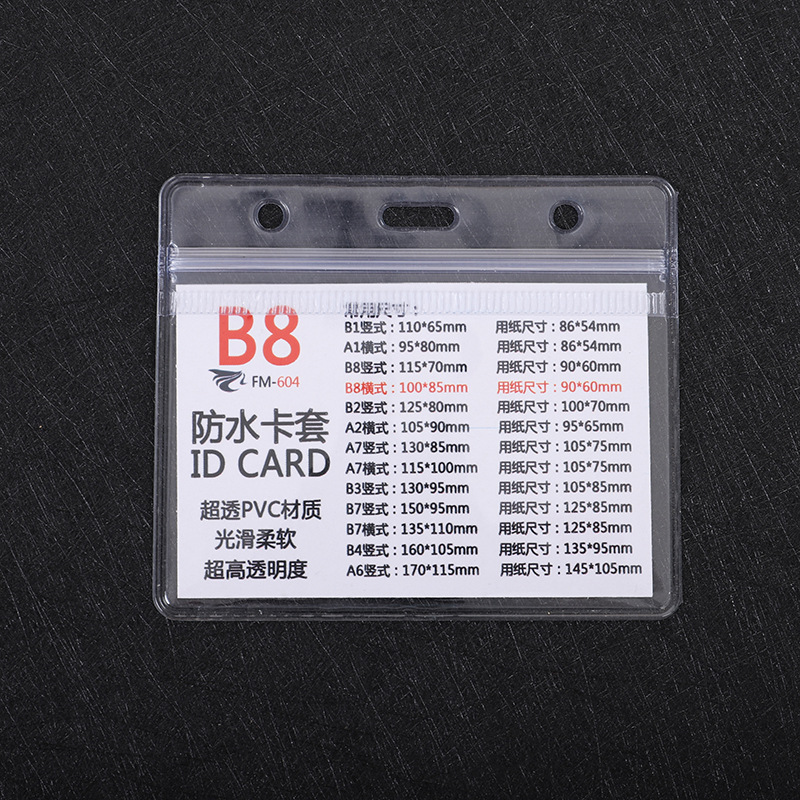 B8
FM-604
防水卡套
ID CARD
超透PVC材质
光滑柔软
超高透明度
常用尺寸：
B1竖式：110*65mm 用纸尺寸：86*54mm
A1横式：95*80mm 用纸尺寸：86*54mm
B8竖式：115*70mm 用纸尺寸：90*60mm
B8横式：100*85mm 用纸尺寸：90*60mm
B2竖式：125*80mm 用纸尺寸：100*70mm
A2横式：105*90mm 用纸尺寸：95*65mm
A7竖式：130*85mm 用纸尺寸：105*75mm
A7横式：115*100mm 用纸尺寸：105*75mm
B3竖式：130*95mm 用纸尺寸：105*85mm
B7竖式：150*95mm 用纸尺寸：125*85mm
B7横式：135*110mm 用纸尺寸：125*85mm
B4竖式：160*105mm 用纸尺寸：135*95mm
A6竖式：170*115mm 用纸尺寸：145*105mm